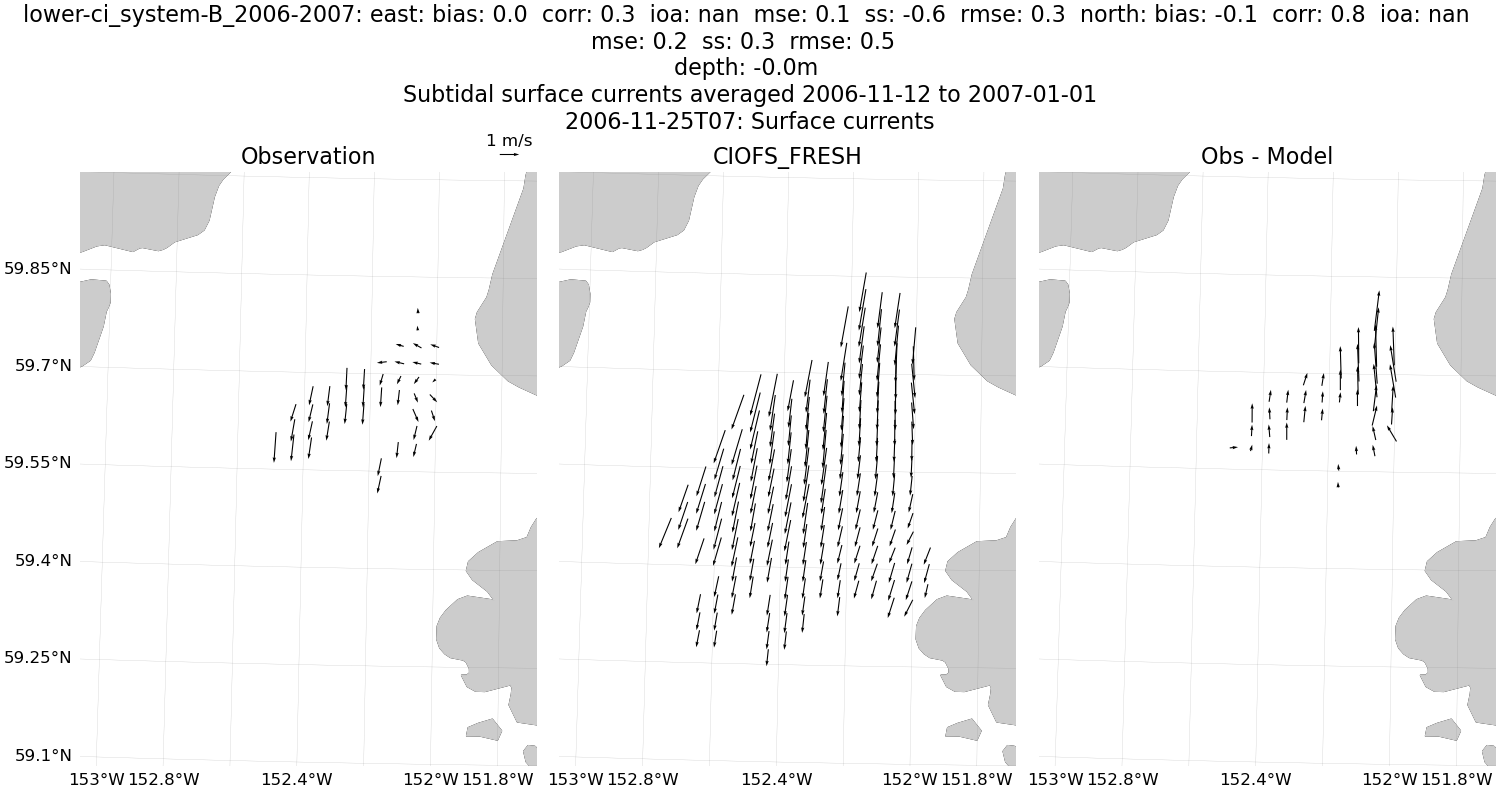 lower-ci_system-B_2006-2007: east: bias: 0.0  corr: 0.3  ioa: nan  mse: 0.1  ss: -0.6  rmse: 0.3  north: bias: -0.1  corr: 0.8  ioa: nan
mse: 0.2  ss: 0.3  rmse: 0.5
depth: -0.0m
Subtidal surface currents averaged 2006-11-12 to 2007-01-01
2006-11-25T07: Surface currents
1 m/s
Observation
CIOFS_FRESH
Obs - Model
59.85°N
59.7°N
59.55°N
59.4°N
59.25°N
59.1°N
153°W 152.8°W 152.4°W 152°W 151.8°W
153°W 152.8°W 152.4°W 152°W 151.8°W
153°W 152.8°W 152.4°W 152°W 151.8°W